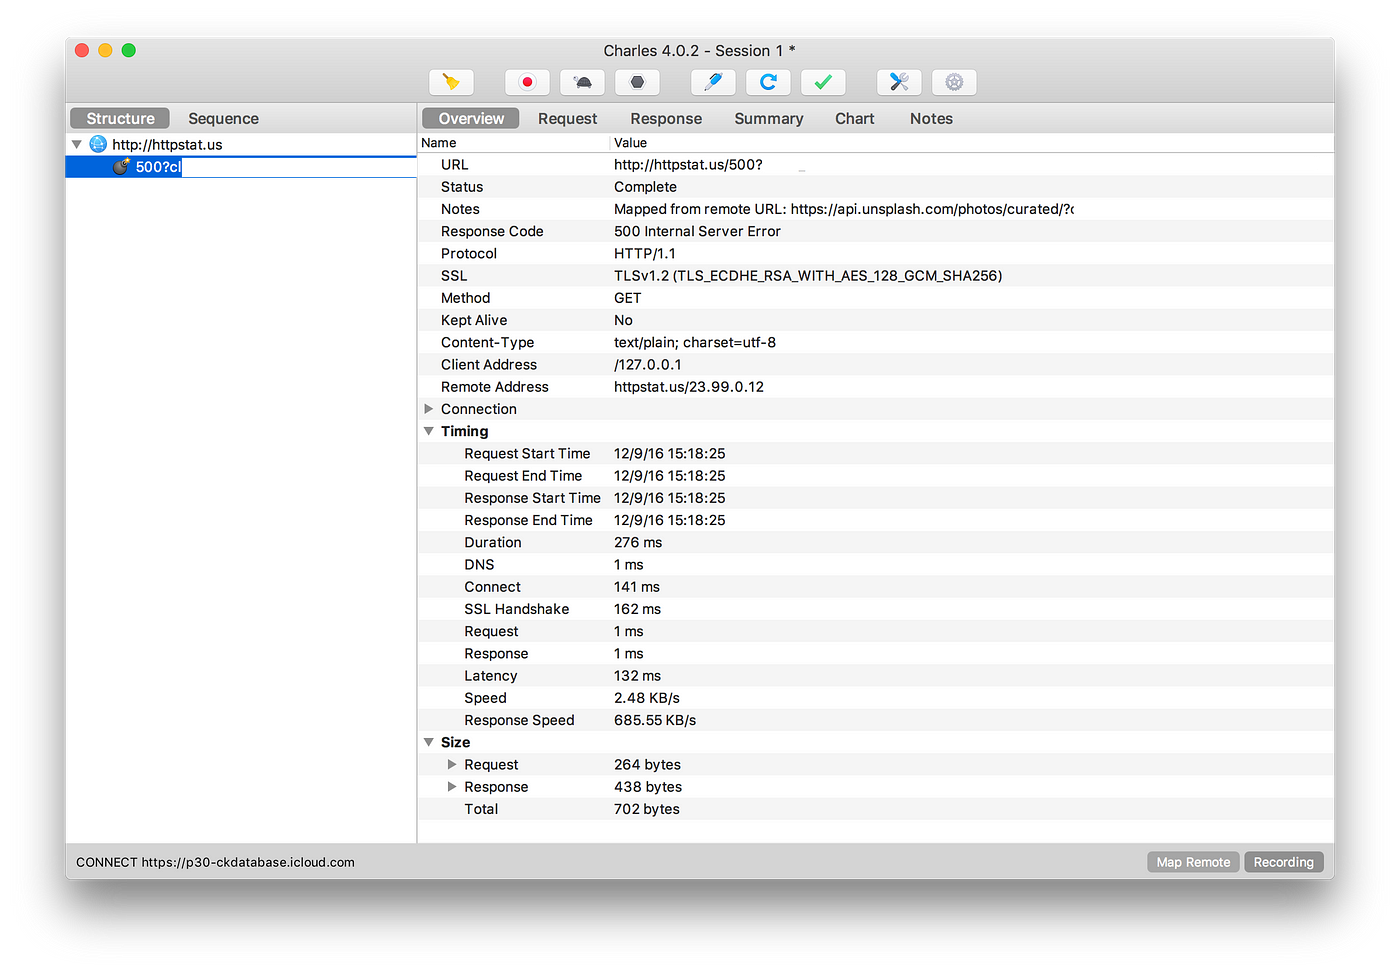 Charles 4.0.2 - Session 1 *
Structure Sequence
Overview Request Response Summary Chart Notes
http://httpstat.us
500?cl
Name Value
URL http://httpstat.us/500?
Status Complete
Notes Mapped from remote URL: https://api.unsplash.com/photos/curated/?
Response Code 500 Internal Server Error
Protocol HTTP/1.1
SSL TLSv1.2 (TLS_ECDHE_RSA_WITH_AES_128_GCM_SHA256)
Method GET
Kept Alive No
Content-Type text/plain; charset=utf-8
Client Address /127.0.0.1
Remote Address httpstat.us/23.99.0.12
Connection
Timing
Request Start Time 12/9/16 15:18:25
Request End Time 12/9/16 15:18:25
Response Start Time 12/9/16 15:18:25
Response End Time 12/9/16 15:18:25
Duration 276 ms
DNS 1 ms
Connect 141 ms
SSL Handshake 162 ms
Request 1 ms
Response 1 ms
Latency 132 ms
Speed 2.48 KB/s
Response Speed 685.55 KB/s
Size
Request 264 bytes
Response 438 bytes
Total 702 bytes
CONNECT https://p30-ckdatabase.icloud.com
Map Remote Recording